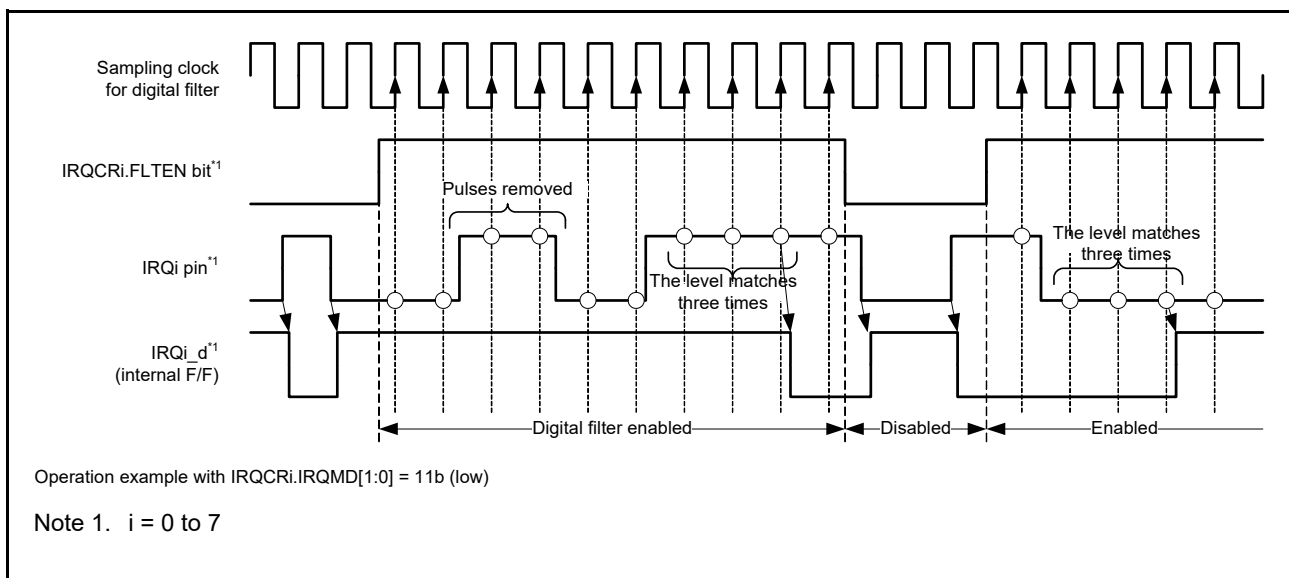 Sampling clock
for digital filter
IRQCRi.FLTEN bit*1
Pulses removed
IRQi pin*1
The level matches
three times
The level matches
three times
IRQi_d*1
(internal F/F)
Digital filter enabled
Disabled
Enabled
Operation example with IRQCRi.IRQMD[1:0] = 11b (low)
Note 1. i = 0 to 7